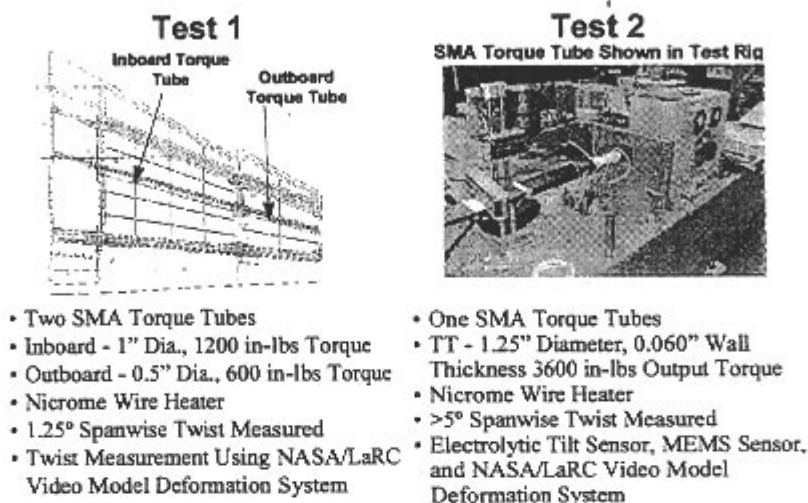 Test 1
Inboard Torque
Tube
Outboard
Torque Tube
• Two SMA Torque Tubes
• Inboard - 1" Dia., 1200 in-lbs Torque
• Outboard - 0.5" Dia., 600 in-lbs Torque
• Nicrome Wire Heater
• 1.25º Spanwise Twist Measured
• Twist Measurement Using NASA/LaRC
Video Model Deformation System
Test 2
SMA Torque Tube Shown in Test Rig
• One SMA Torque Tubes
• TT - 1.25" Diameter, 0.060" Wall
Thickness 3600 in-lbs Output Torque
• Nicrome Wire Heater
• >5º Spanwise Twist Measured
• Electrolytic Tilt Sensor, MEMS Sensor,
and NASA/LaRC Video Model
Deformation System